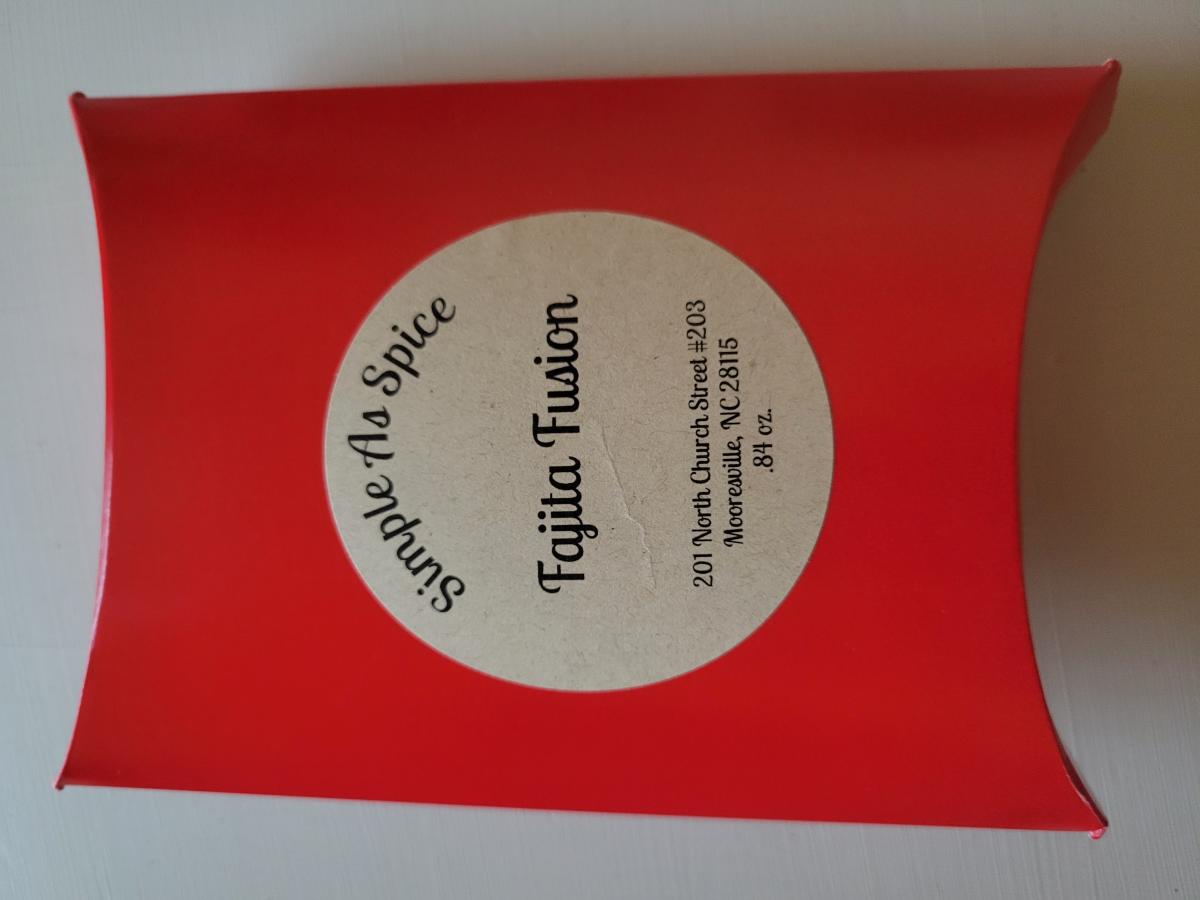 Simple As Spice
Fajita Fusion
201 North Church Street #203
Mooresville, NC 28115
.84 oz.